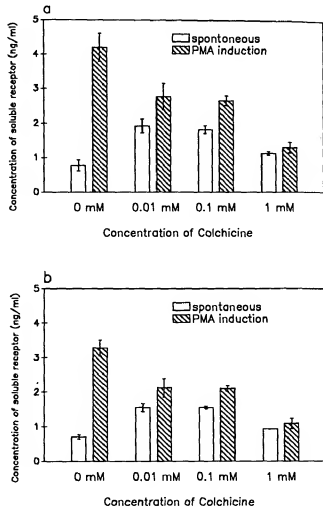 a
spontaneous
PMA induction
Concentration of soluble receptor (ng/ml)
5
4
3
2
1
0
0 mM 0.01 mM 0.1 mM 1 mM
Concentration of Colchicine
b
spontaneous
PMA induction
Concentration of soluble receptor (ng/ml)
5
4
3
2
1
0
0 mM 0.01 mM 0.1 mM 1 mM
Concentration of Colchicine